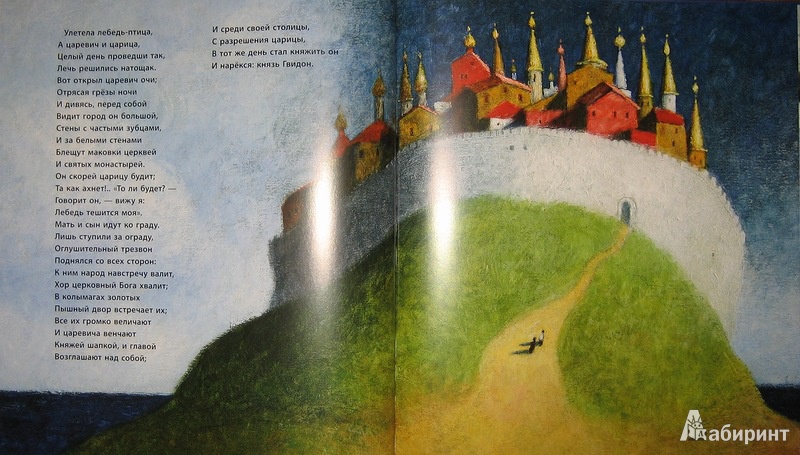 Улетела лебедь-птица,
А царевич и царица,
Целый день проведши так,
Лечь решились натощак.
Вот открыл царевич очи;
Отрясая грёзы ночи
И дивясь, перед собой
Видит город он большой,
Стены с частыми зубцами,
И за белыми стенами
Блещут маковки церквей
И святых монастырей.
Он скорей царицу будит;
Та как ахнет!.. «То ли будет? —
Говорит он, — вижу я:
Лебедь тешится моя».
Мать и сын идут ко граду.
Лишь ступили за ограду,
Оглушительный трезвон
Поднялся со всех сторон:
К ним народ навстречу валит,
Хор церковный Бога хвалит;
В колымагах золотых
Пышный двор встречает их;
Все их громко величают
И царевича венчают
Княжей шапкой, и главой
Возглашают над собой;
И среди своей столицы,
С разрешения царицы,
В тот же день стал княжить он
И нарёкся: князь Гвидон.
Лабиринт